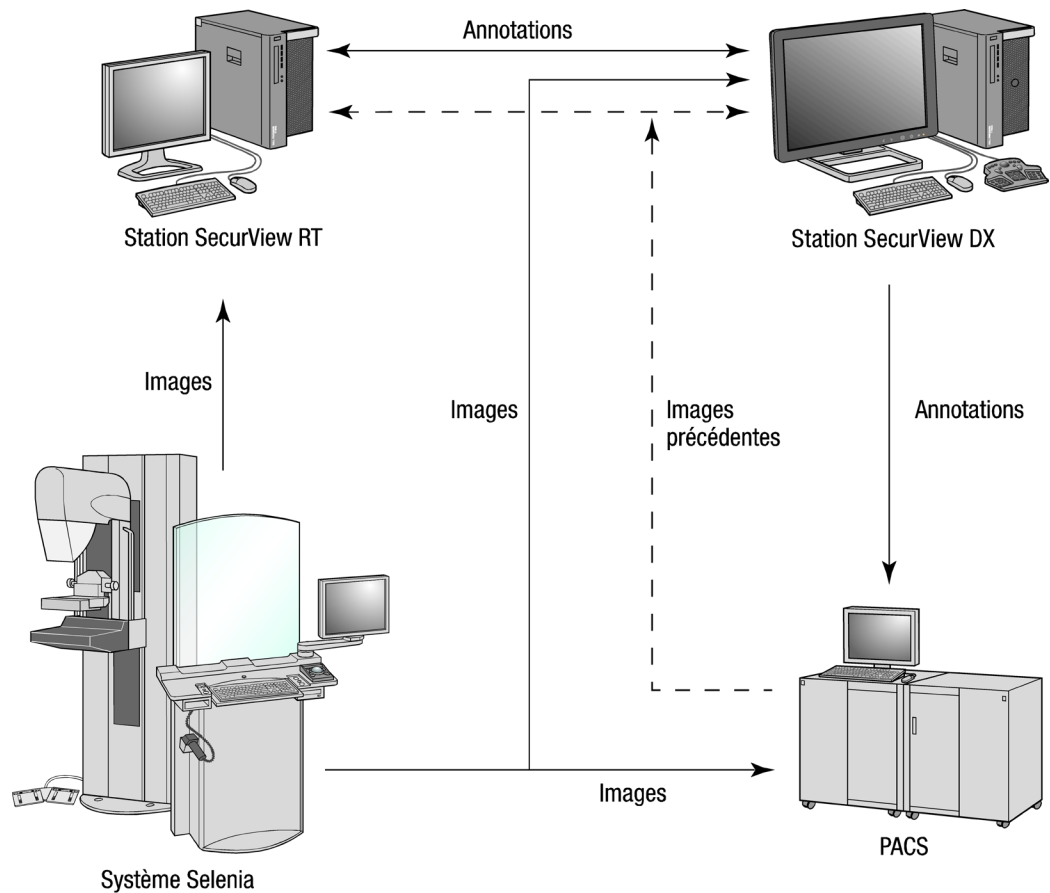 Annotations
Station SecurView RT
Station SecurView DX
Images
Images
Images
précédentes
Annotations
Images
PACS
Système Selenia